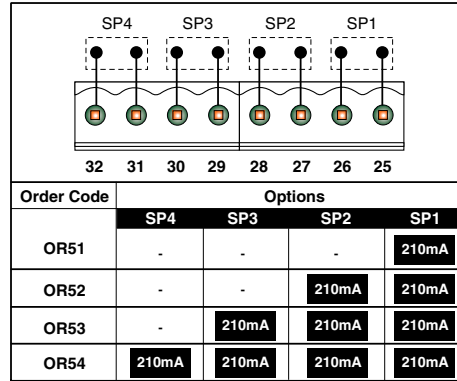 SP4 SP3 SP2 SP1
32 31 30 29 28 27 26 25
Order Code Options
SP4 SP3 SP2 SP1
OR51 - - - 210mA
OR52 - - 210mA 210mA
OR53 - 210mA 210mA 210mA
OR54 210mA 210mA 210mA 210mA